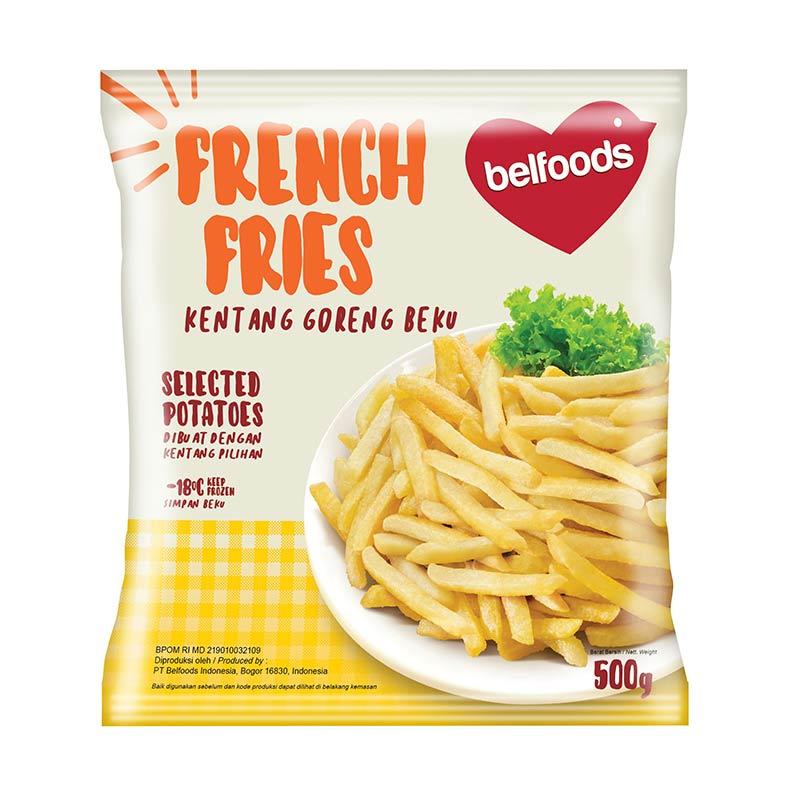 FRENCH
FRIES
belfoods
KENTANG GORENG BEKU
SELECTED
POTATOES
DIBUAT DENGAN
KENTANG PILIHAN
-18°C KEEP FROZEN
SIMPAN BEKU
BPOM RI MD 219010032109
Diproduksi oleh / Produced by :
PT Belfoods Indonesia, Bogor 16830, Indonesia
Baik digunakan sebelum dan kode produksi dapat dilihat di belakang kemasan
Berat Bersih / Nett. Weight
500g